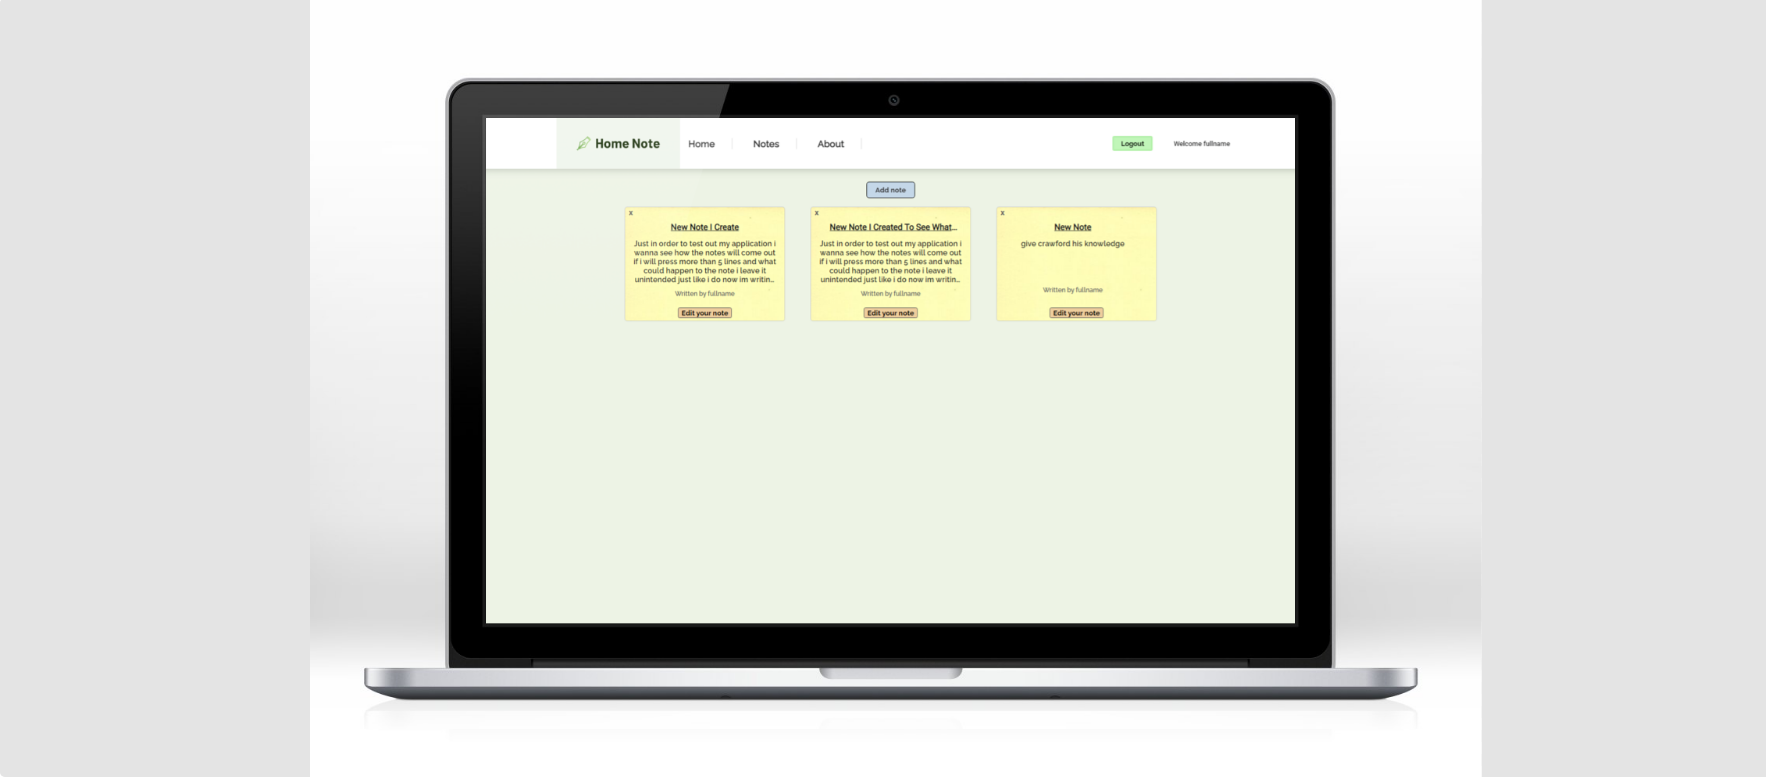 Home Note
Home
Notes
About
Logout
Welcome fullname
Add note
x
New Note I Create
Just in order to test out my application i
wanna see how the notes will come out
if i will press more than 5 lines and what
could happen to the note i leave it
unintended just like i do now im writin...
Written by fullname
Edit your note
x
New Note I Created To See What...
Just in order to test out my application i
wanna see how the notes will come out
if i will press more than 5 lines and what
could happen to the note i leave it
unintended just like i do now im writin...
Written by fullname
Edit your note
x
New Note
give crawford his knowledge
Written by fullname
Edit your note